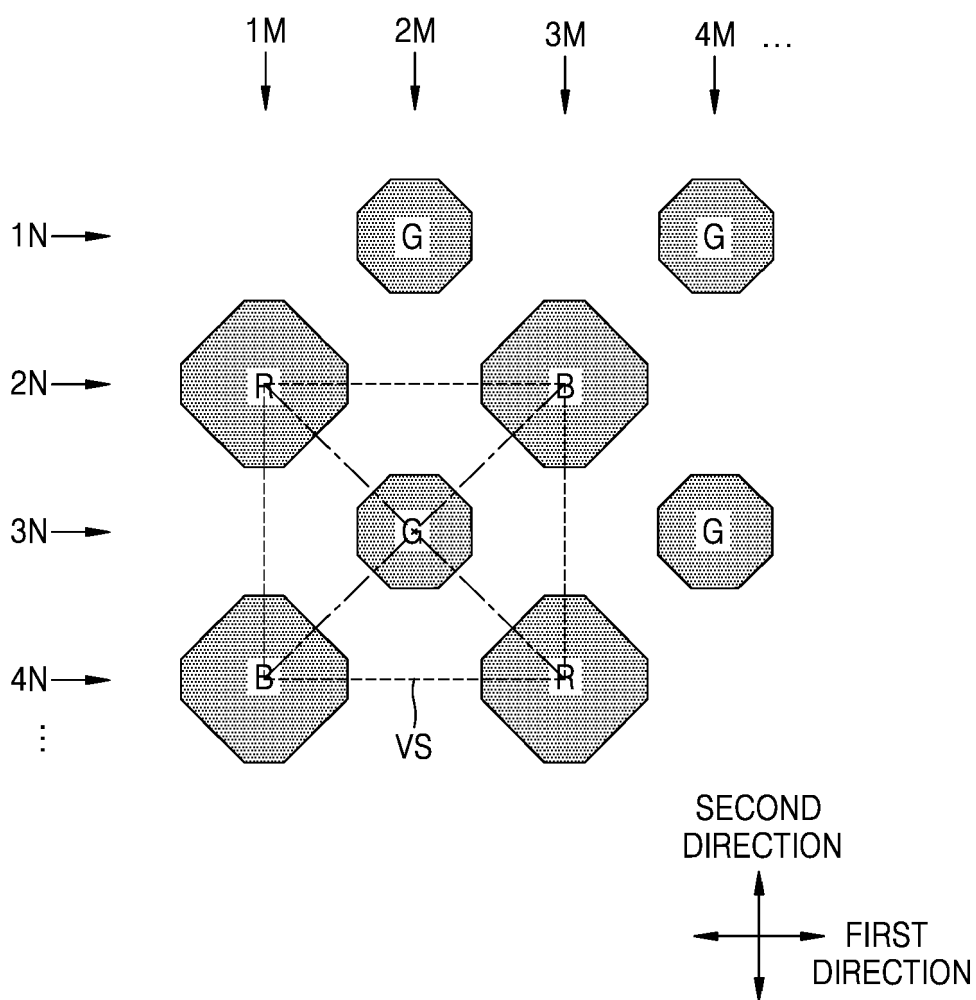 1M 2M 3M 4M ...
1N G G
2N R B
3N G G
4N B R
...
VS
SECOND
DIRECTION
FIRST
DIRECTION